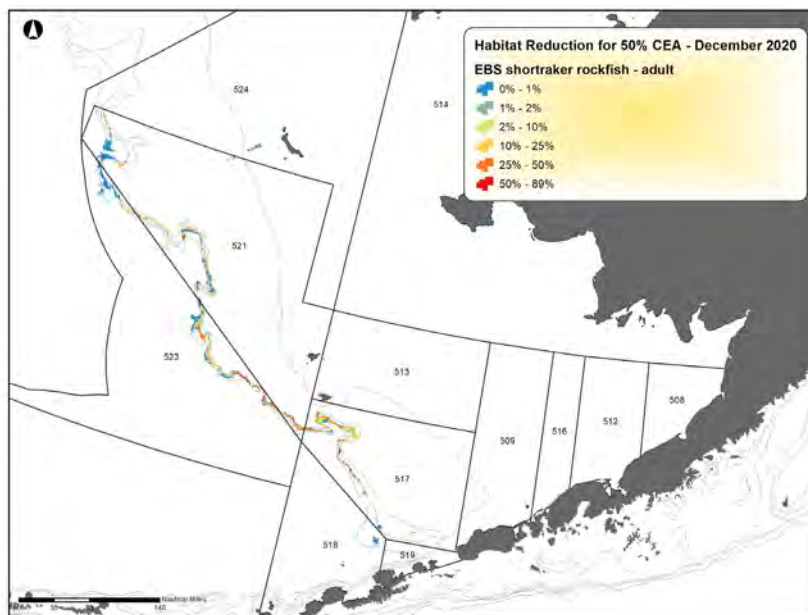 Habitat Reduction for 50% CEA - December 2020
EBS shortraker rockfish - adult
0% - 1%
1% - 2%
2% - 10%
10% - 25%
25% - 50%
50% - 89%
524
514
521
523
513
509
516
512
508
517
518
519
140
Nautical Miles